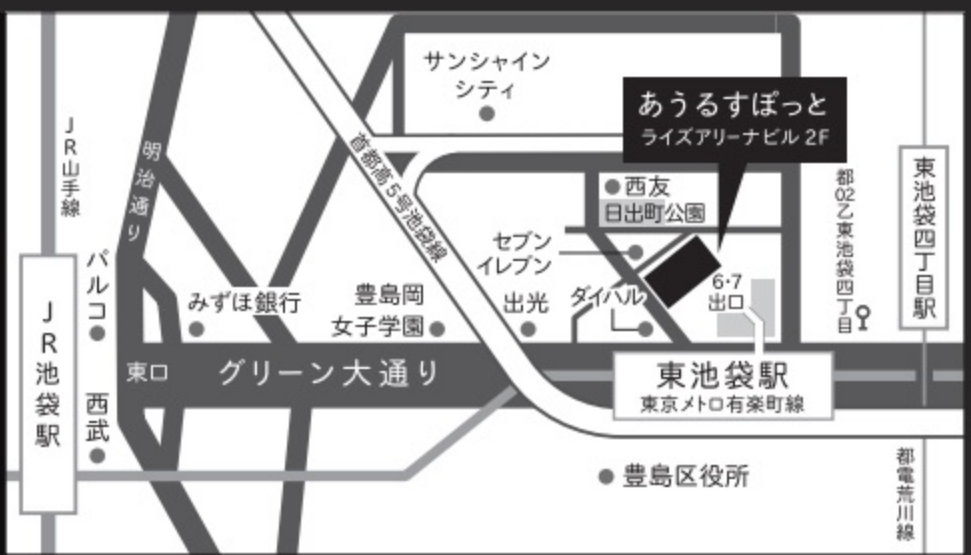 サンシャイン
シティ
あうるすぽっと
ライズアリーナビル 2F
JR山手線
明治通り
首都高5号池袋線
西友
日出町公園
都02乙東池袋四丁目
東池袋四丁目駅
パルコ
セブン
イレブン
6・7
出口
みずほ銀行
豊島岡
女子学園
出光
ダイハル
JR池袋駅
東口
グリーン大通り
東池袋駅
東京メトロ有楽町線
西武
豊島区役所
都電荒川線